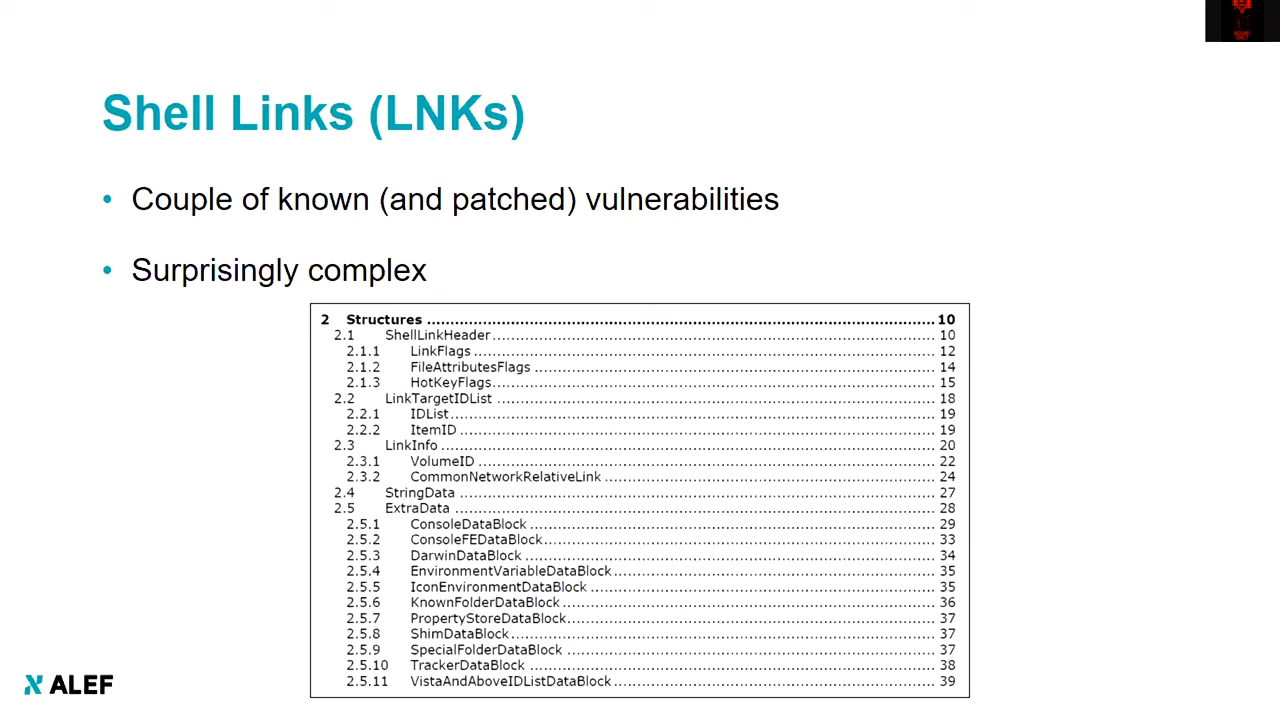 Shell Links (LNKs)
• Couple of known (and patched) vulnerabilities
• Surprisingly complex
2 Structures ........ 10
2.1 ShellLinkHeader ........ 10
2.1.1 LinkFlags ........ 12
2.1.2 FileAttributesFlags ........ 14
2.1.3 HotKeyFlags ........ 15
2.2 LinkTargetIDList ........ 18
2.2.1 IDList ........ 19
2.2.2 ItemID ........ 19
2.3 LinkInfo ........ 20
2.3.1 VolumeID ........ 22
2.3.2 CommonNetworkRelativeLink ........ 24
2.4 StringData ........ 27
2.5 ExtraData ........ 28
2.5.1 ConsoleDataBlock ........ 29
2.5.2 ConsoleFEDataBlock ........ 33
2.5.3 DarwinDataBlock ........ 34
2.5.4 EnvironmentVariableDataBlock ........ 35
2.5.5 IconEnvironmentDataBlock ........ 35
2.5.6 KnownFolderDataBlock ........ 36
2.5.7 PropertyStoreDataBlock ........ 37
2.5.8 ShimDataBlock ........ 37
2.5.9 SpecialFolderDataBlock ........ 37
2.5.10 TrackerDataBlock ........ 38
2.5.11 VistaAndAboveIDListDataBlock ........ 39
ALEF